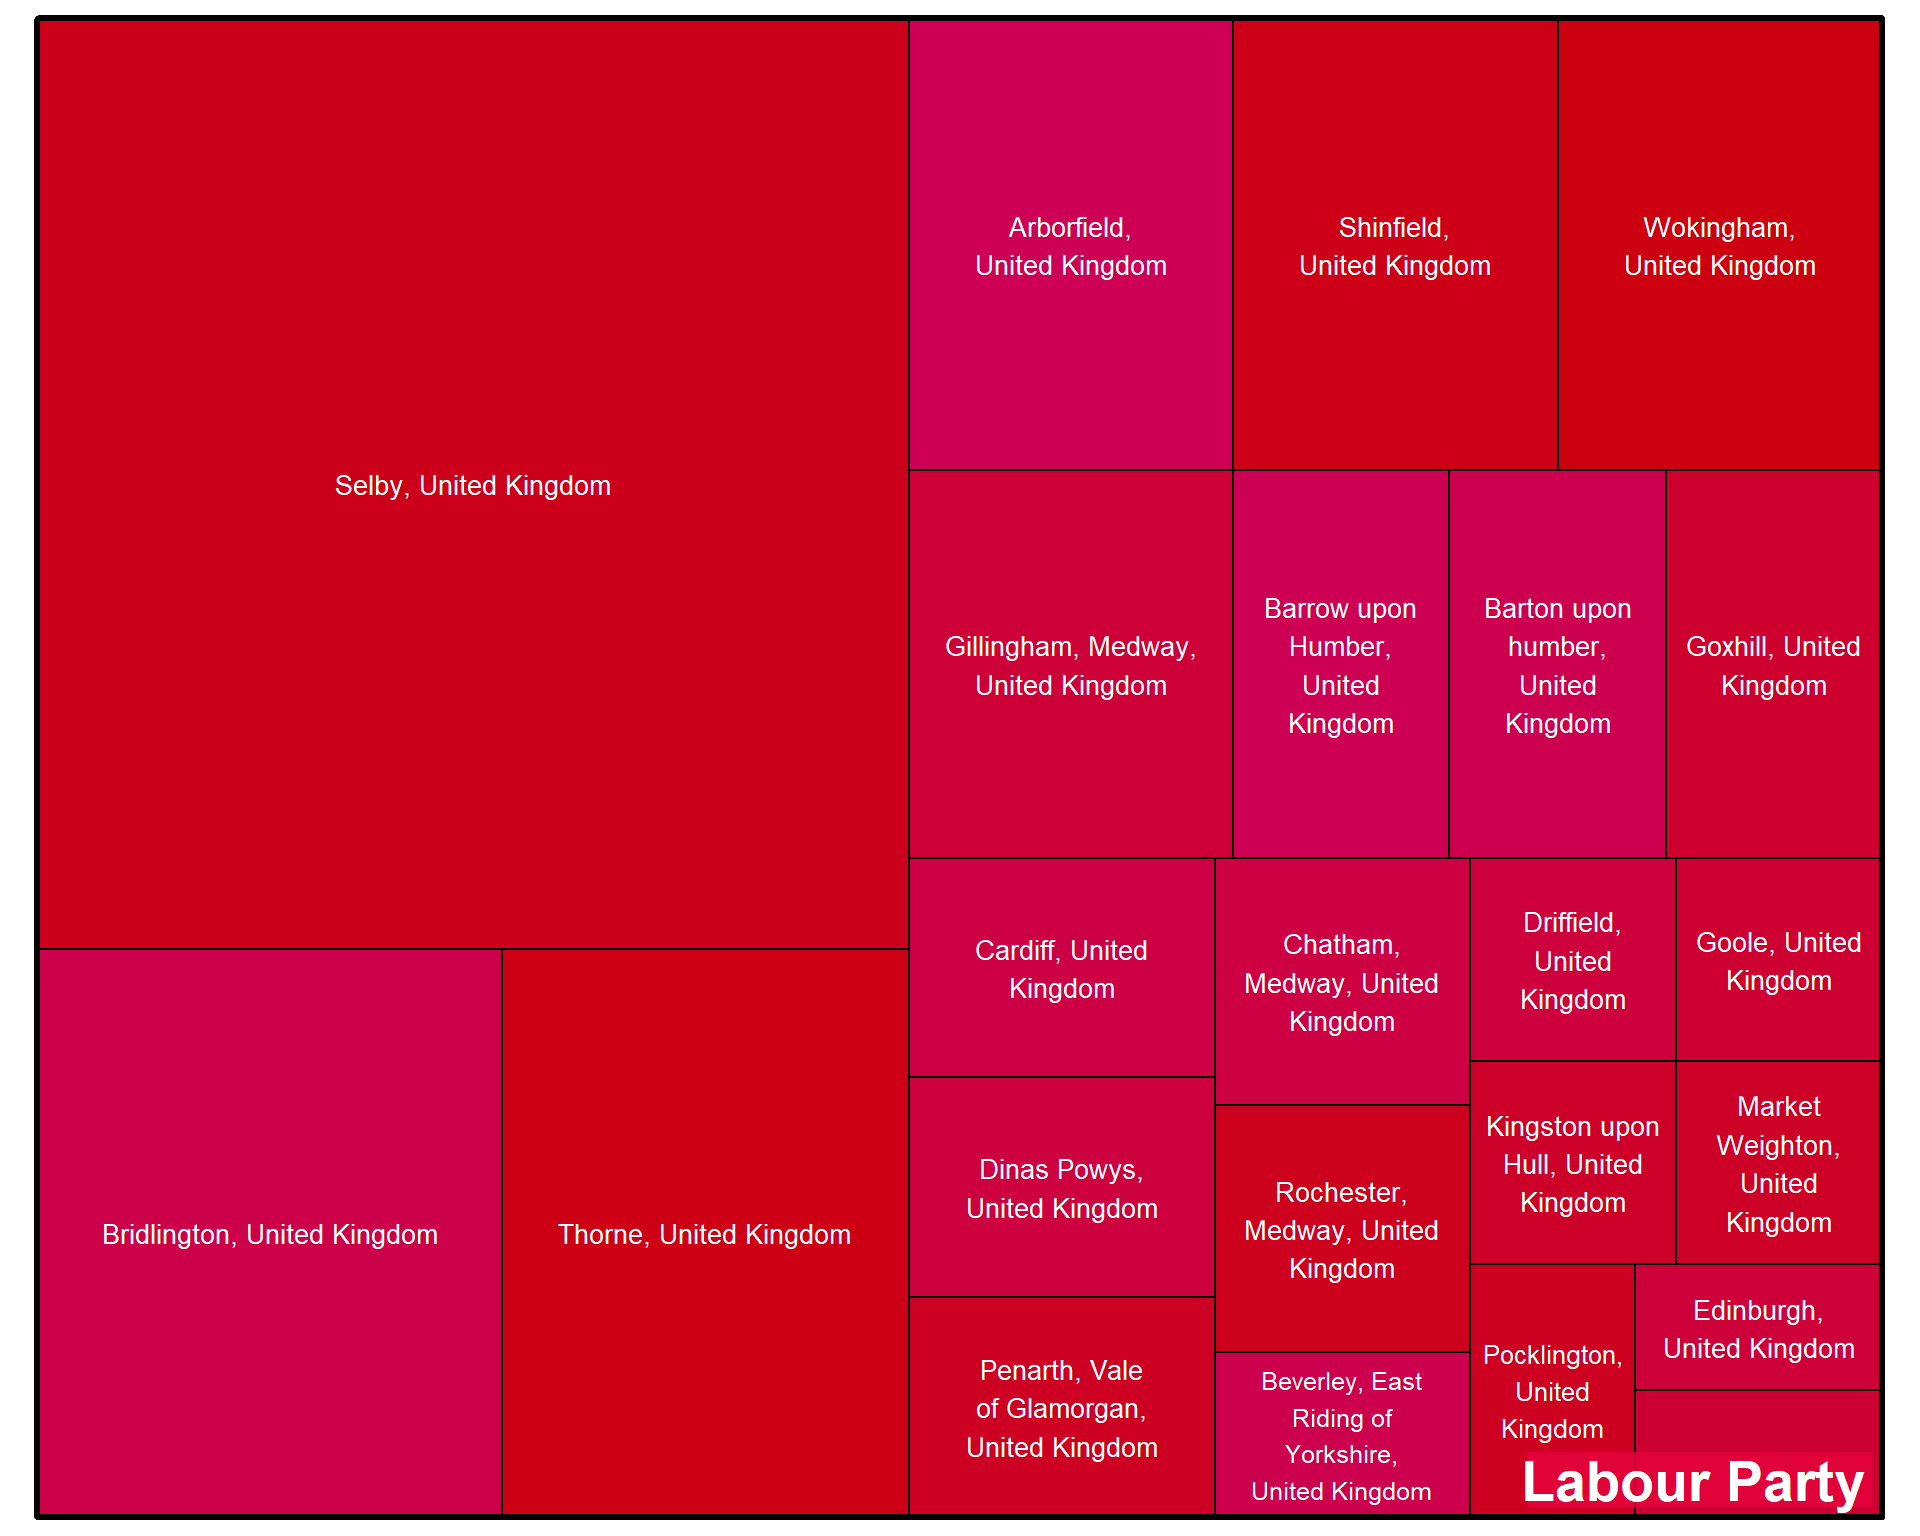 Selby, United Kingdom
Bridlington, United Kingdom
Thorne, United Kingdom
Arborfield,
United Kingdom
Shinfield,
United Kingdom
Wokingham,
United Kingdom
Gillingham, Medway,
United Kingdom
Barrow upon
Humber,
United
Kingdom
Barton upon
humber,
United
Kingdom
Goxhill, United
Kingdom
Cardiff, United
Kingdom
Dinas Powys,
United Kingdom
Penarth, Vale
of Glamorgan,
United Kingdom
Chatham,
Medway, United
Kingdom
Rochester,
Medway, United
Kingdom
Beverley, East
Riding of
Yorkshire,
United Kingdom
Driffield,
United
Kingdom
Goole, United
Kingdom
Kingston upon
Hull, United
Kingdom
Market
Weighton,
United
Kingdom
Pocklington,
United
Kingdom
Edinburgh,
United Kingdom
Labour Party